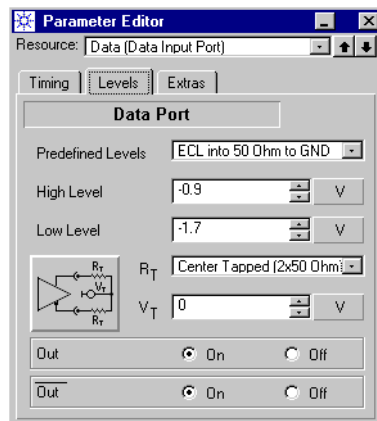 Parameter Editor
Resource: Data (Data Input Port)
Timing Levels Extras
Data Port
Predefined Levels ECL into 50 Ohm to GND
High Level -0.9 V
Low Level -1.7 V
RT VT RT
RT Center Tapped (2x50 Ohm)
VT 0 V
Out On Off
Out On Off